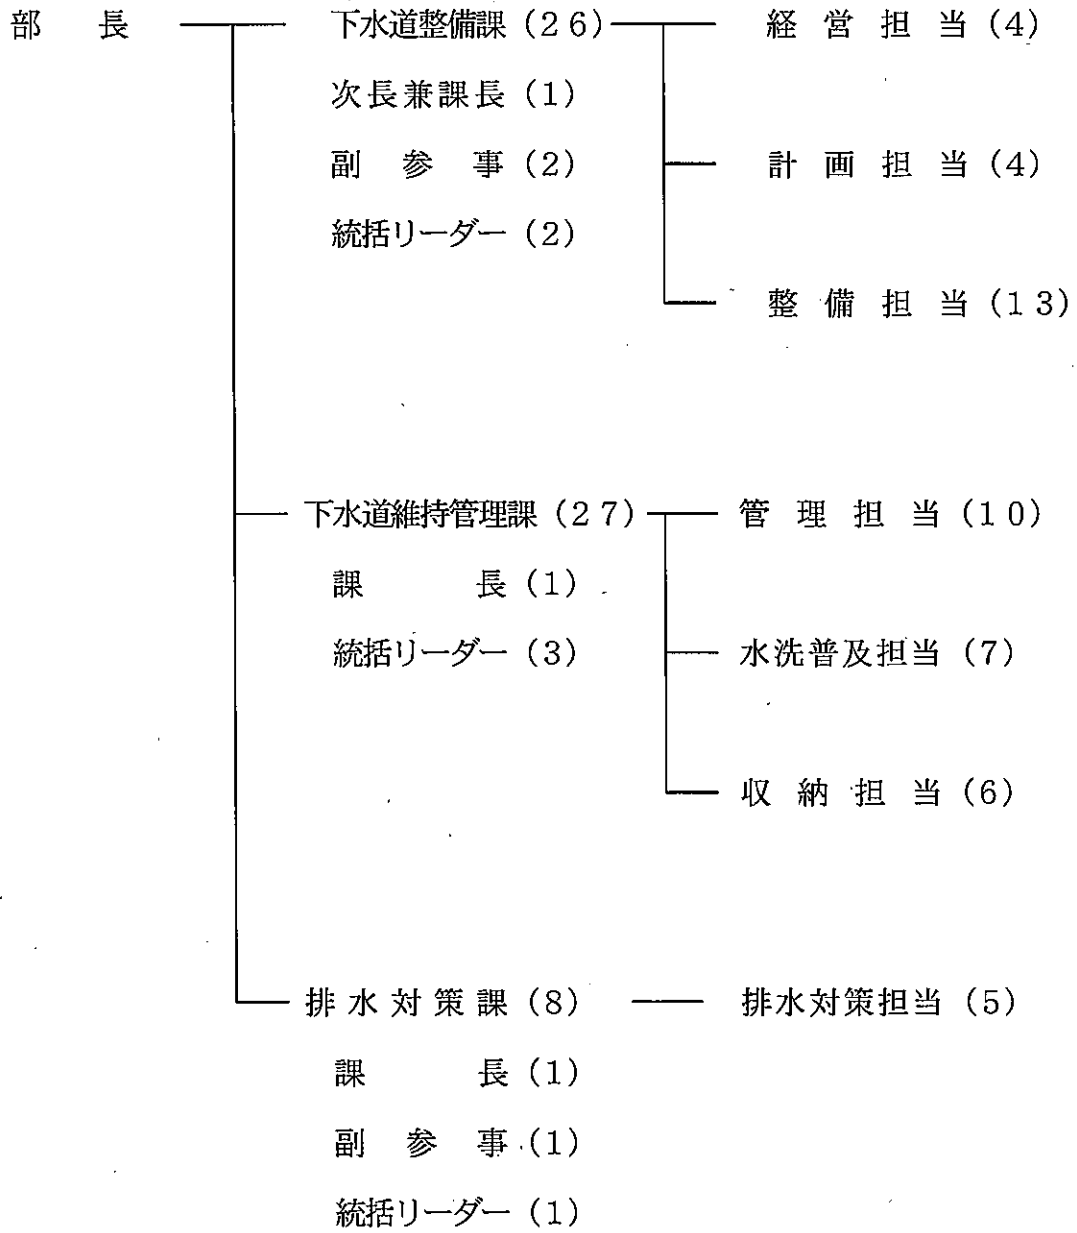 部長 下水道整備課（26） 経営担当（4）
次長兼課長（1）
副参事（2） 計画担当（4）
統括リーダー（2）
整備担当（13）
下水道維持管理課（27） 管理担当（10）
課長（1）
統括リーダー（3） 水洗普及担当（7）
収納担当（6）
排水対策課（8） 排水対策担当（5）
課長（1）
副参事（1）
統括リーダー（1）